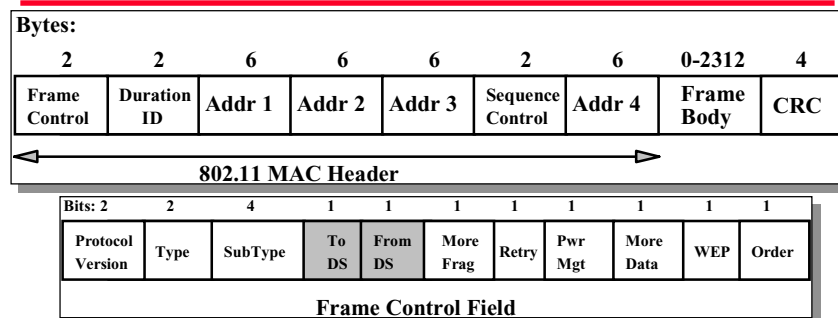 Bytes:
2 2 6 6 6 2 6 0-2312 4
Frame Control Duration ID Addr 1 Addr 2 Addr 3 Sequence Control Addr 4 Frame Body CRC
802.11 MAC Header
Bits: 2 2 4 1 1 1 1 1 1 1 1
Protocol Version Type SubType To DS From DS More Frag Retry Pwr Mgt More Data WEP Order
Frame Control Field